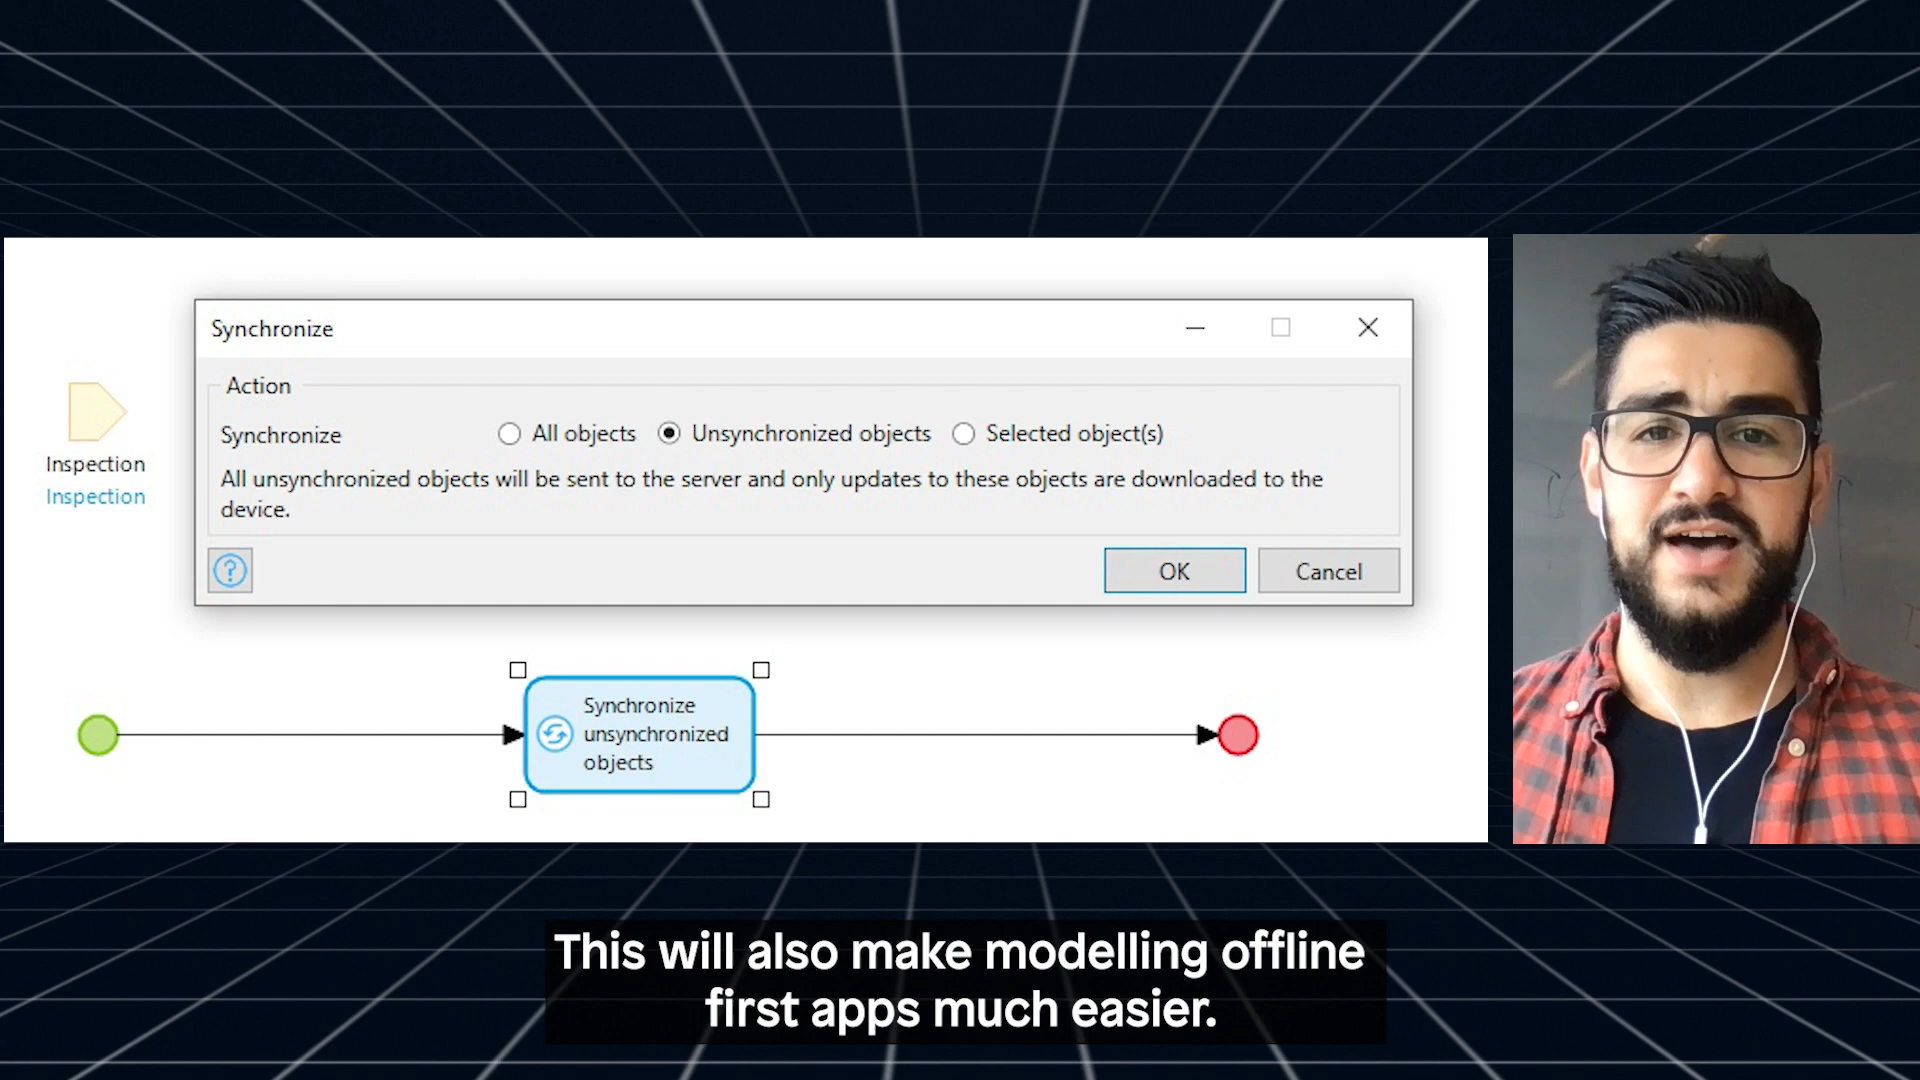 Synchronize
Action
Synchronize
All objects
Unsynchronized objects
Selected object(s)
All unsynchronized objects will be sent to the server and only updates to these objects are downloaded to the
device.
?
OK
Cancel
Inspection
Inspection
Synchronize
unsynchronized
objects
This will also make modelling offline
first apps much easier.